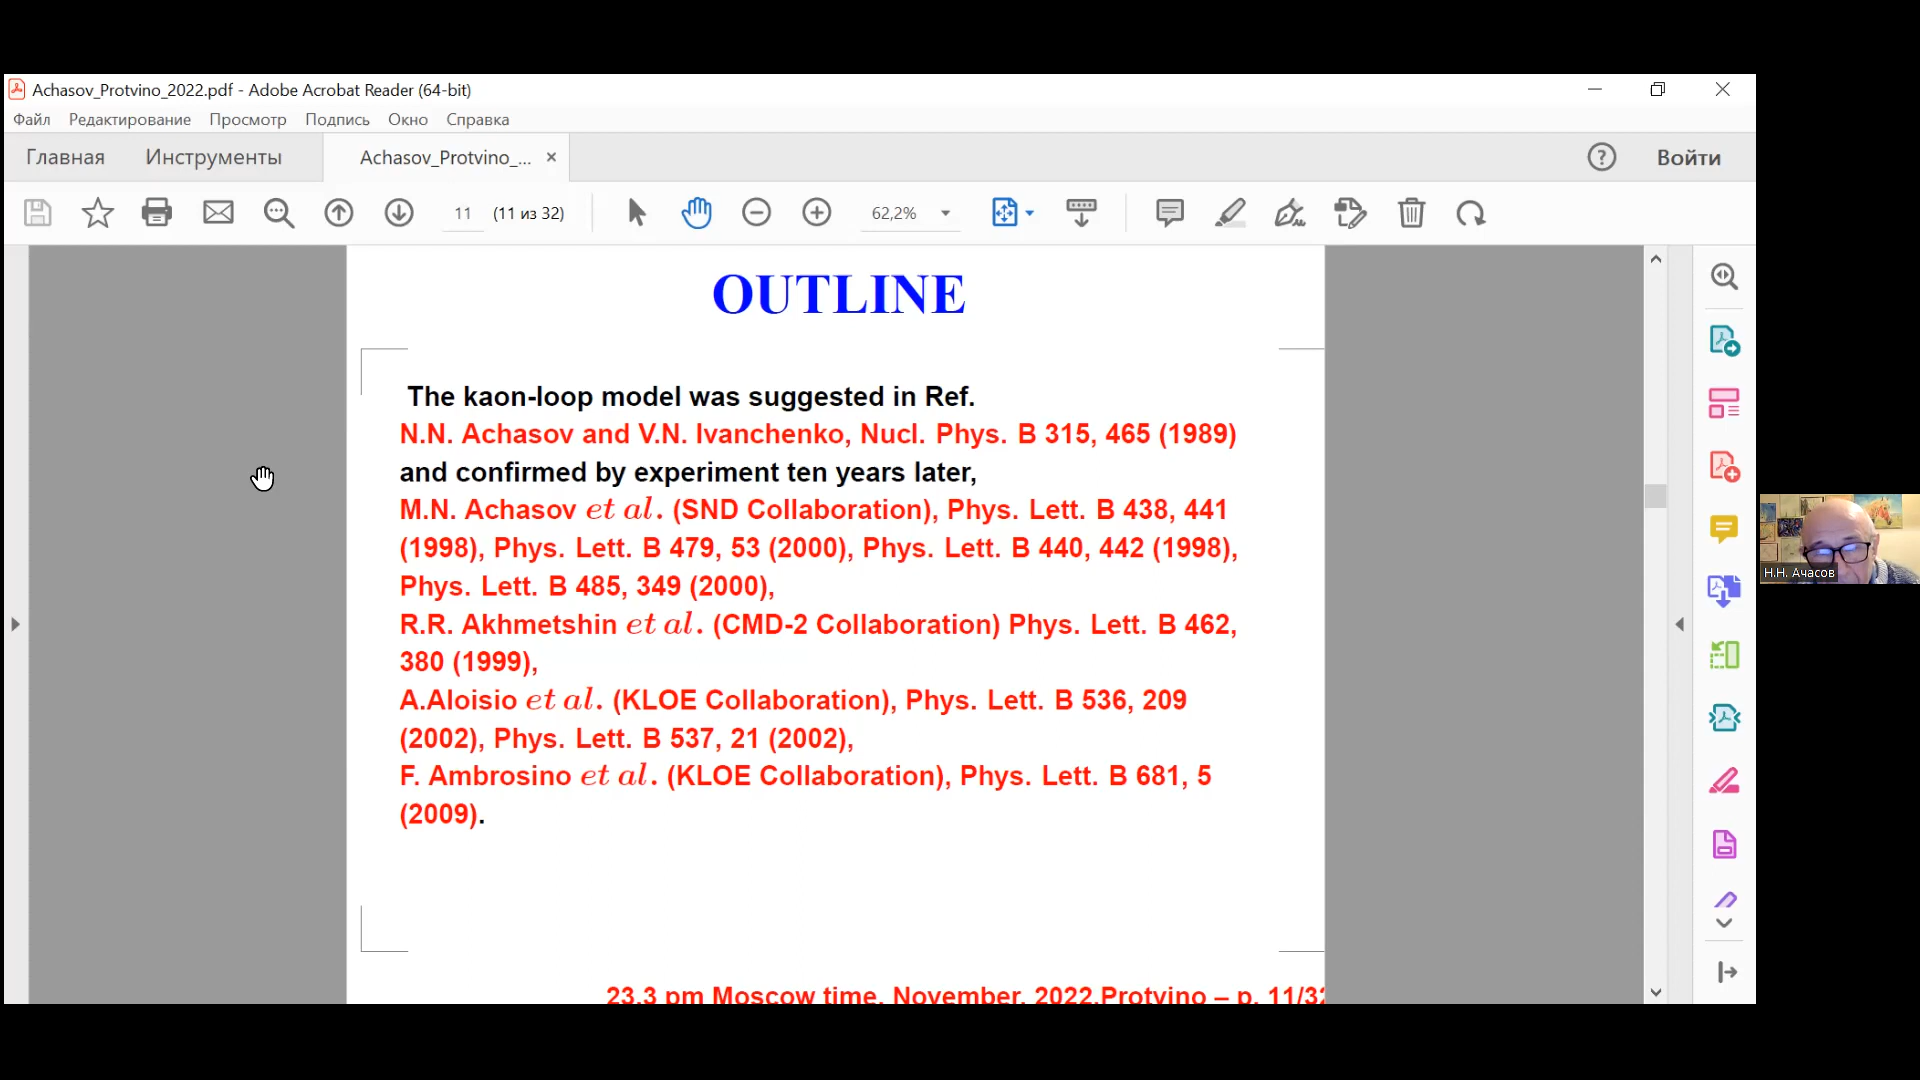 Achasov_Protvino_2022.pdf - Adobe Acrobat Reader (64-bit)
Файл Редактирование Просмотр Подпись Окно Справка
Главная Инструменты Achasov_Protvino_... × Войти
11 (11 из 32) 62,2%
OUTLINE
The kaon-loop model was suggested in Ref.
N.N. Achasov and V.N. Ivanchenko, Nucl. Phys. B 315, 465 (1989)
and confirmed by experiment ten years later,
M.N. Achasov et al. (SND Collaboration), Phys. Lett. B 438, 441
(1998), Phys. Lett. B 479, 53 (2000), Phys. Lett. B 440, 442 (1998),
Phys. Lett. B 485, 349 (2000),
R.R. Akhmetshin et al. (CMD-2 Collaboration) Phys. Lett. B 462,
380 (1999),
A.Aloisio et al. (KLOE Collaboration), Phys. Lett. B 536, 209
(2002), Phys. Lett. B 537, 21 (2002),
F. Ambrosino et al. (KLOE Collaboration), Phys. Lett. B 681, 5
(2009).
23.3 pm Moscow time, November, 2022,Protvino – p. 11/32
Н.Н. Ачасов